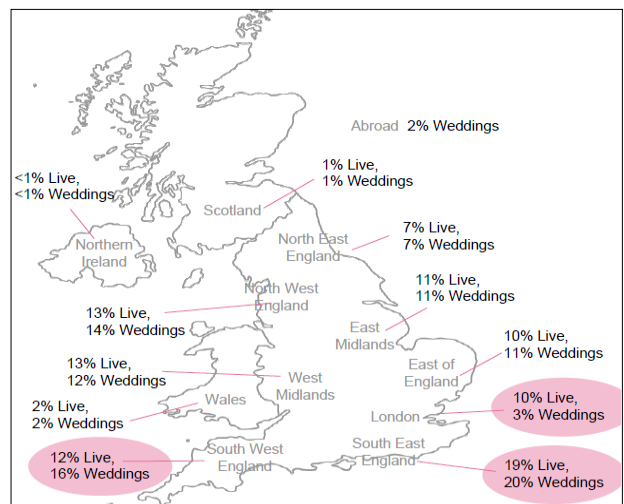 Abroad 2% Weddings
1% Live,
1% Weddings
<1% Live,
<1% Weddings
Scotland
Northern
Ireland
North East
England
7% Live,
7% Weddings
North West
England
13% Live,
14% Weddings
11% Live,
11% Weddings
East
Midlands
10% Live,
11% Weddings
East of
England
13% Live,
12% Weddings
West
Midlands
2% Live,
2% Weddings
Wales
London
10% Live,
3% Weddings
South West
England
12% Live,
16% Weddings
South East
England
19% Live,
20% Weddings